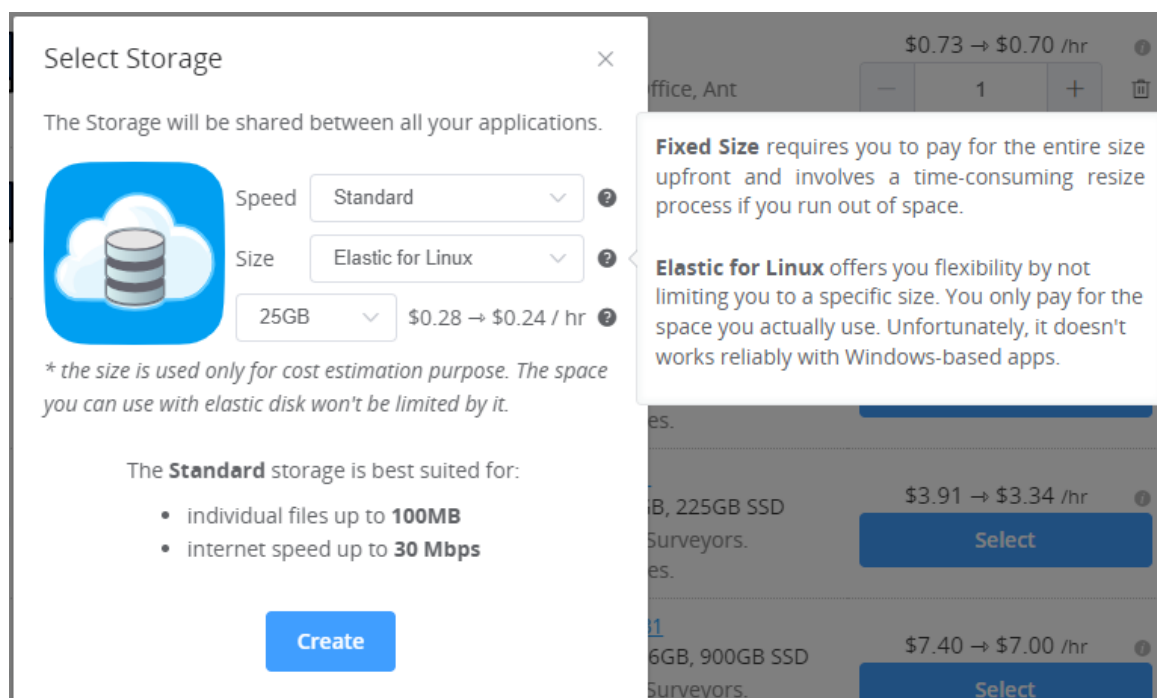 Select Storage
The Storage will be shared between all your applications.
Speed
Standard
Size
Elastic for Linux
25GB
$0.28 → $0.24 / hr
* the size is used only for cost estimation purpose. The space
you can use with elastic disk won't be limited by it.
The Standard storage is best suited for:
• individual files up to 100MB
• internet speed up to 30 Mbps
Create
Fixed Size requires you to pay for the entire size
upfront and involves a time-consuming resize
process if you run out of space.
Elastic for Linux offers you flexibility by not
limiting you to a specific size. You only pay for the
space you actually use. Unfortunately, it doesn't
works reliably with Windows-based apps.
$0.73 → $0.70 /hr
ffice, Ant
1
es.
GB, 225GB SSD
Surveyors.
es.
$3.91 → $3.34 /hr
Select
31
6GB, 900GB SSD
Surveyors.
$7.40 → $7.00 /hr
Select